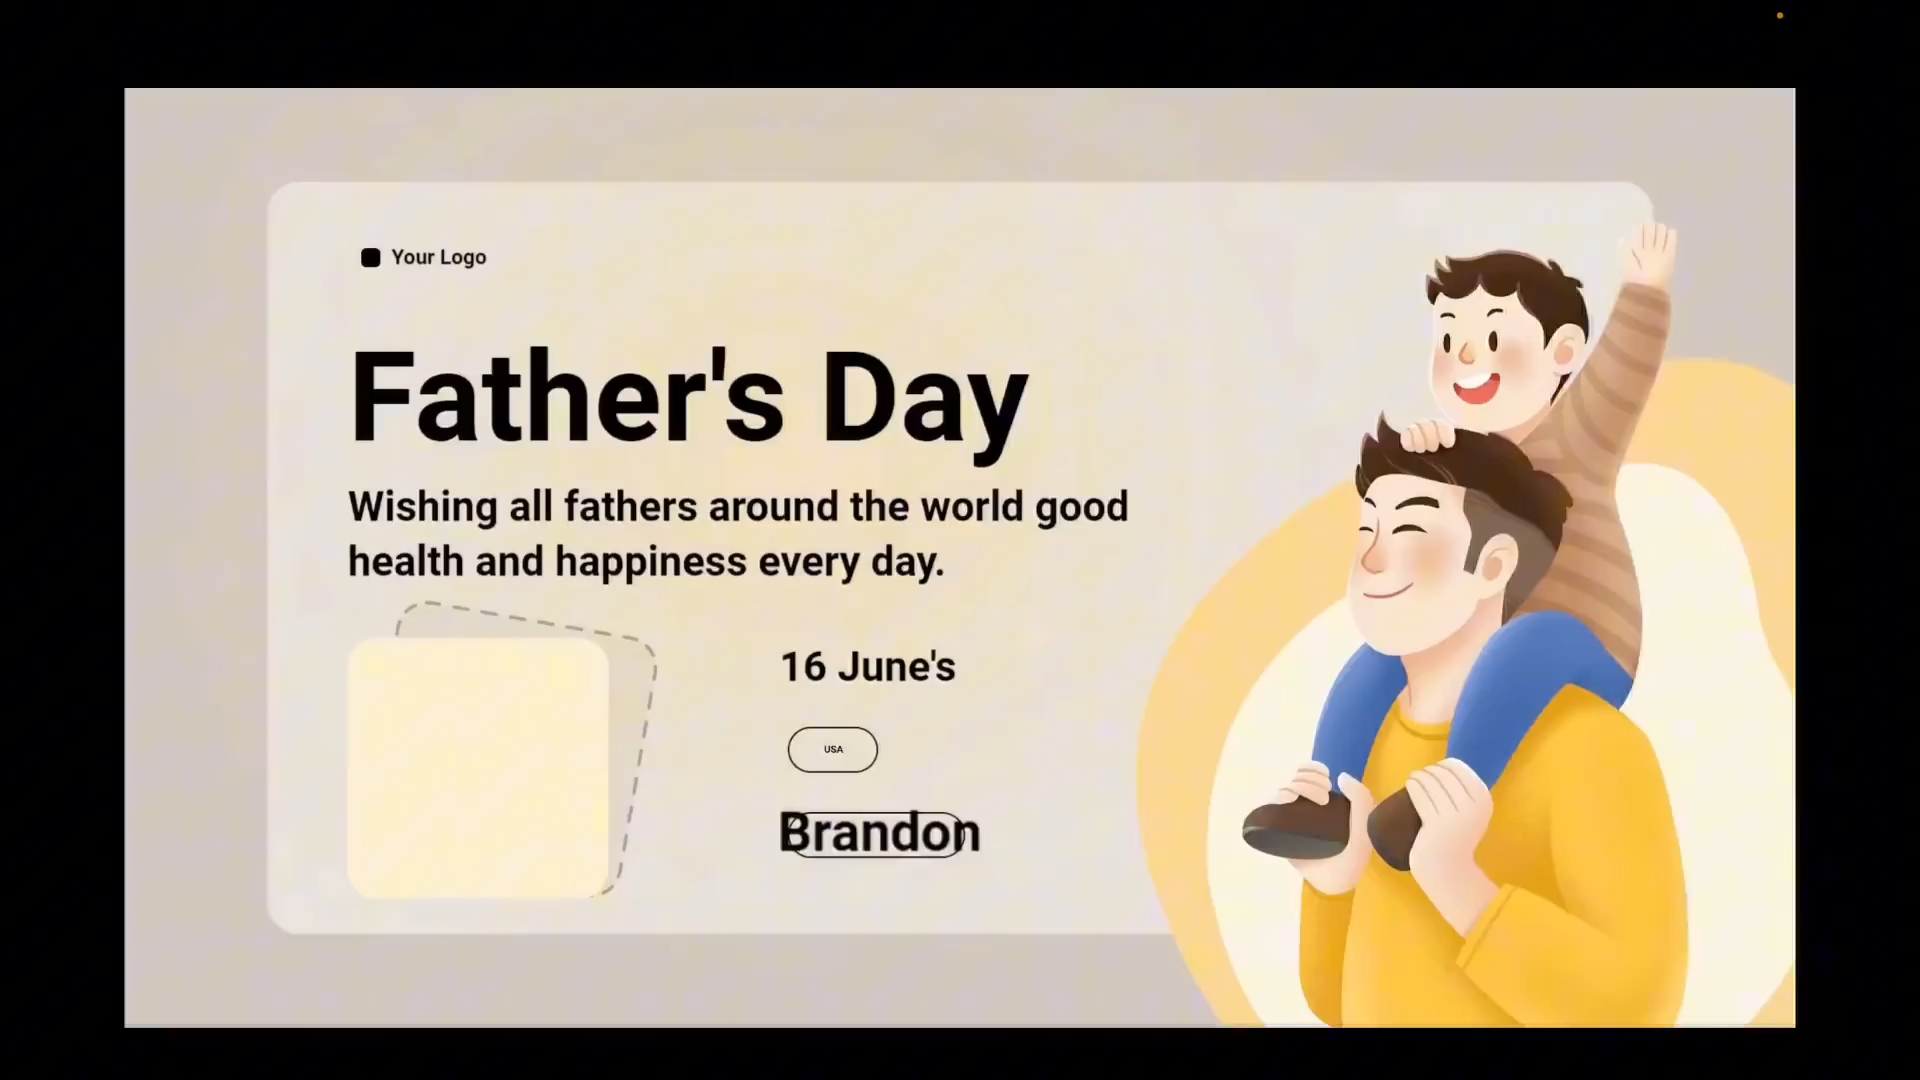 Your Logo
Father's Day
Wishing all fathers around the world good
health and happiness every day.
16 June's
USA
Brandon